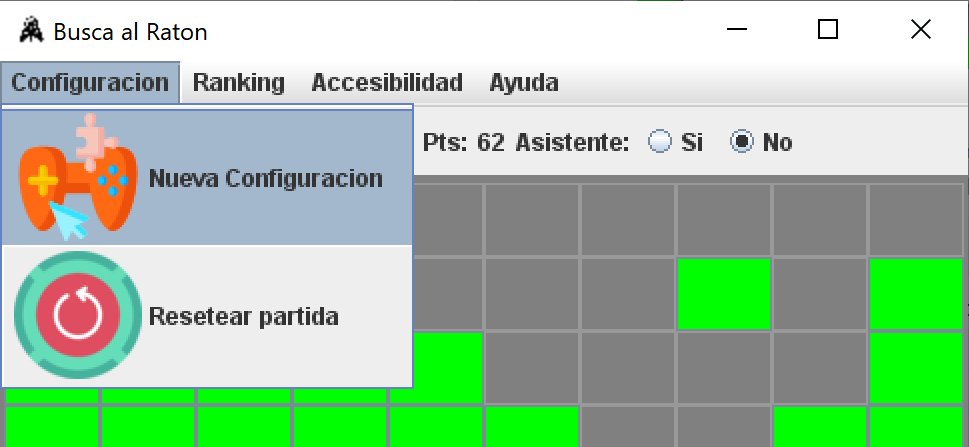 Busca al Raton
Configuracion Ranking Accesibilidad Ayuda
Pts: 62 Asistente: Si No
Nueva Configuracion
Resetear partida